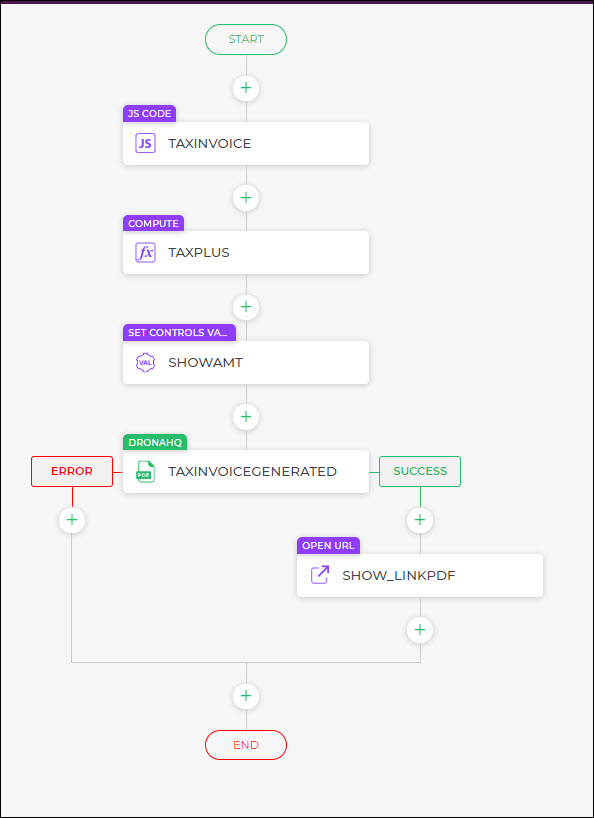 START
JS CODE
JS TAXINVOICE
COMPUTE
fx TAXPLUS
SET CONTROLS VA...
VAL SHOWAMT
DRONAHQ
ERROR
PDF TAXINVOICEGENERATED
SUCCESS
OPEN URL
SHOW_LINKPDF
END